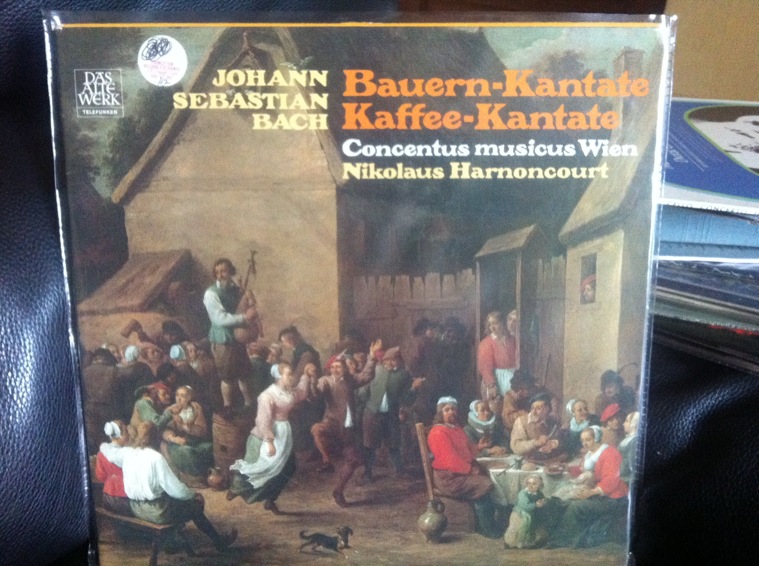 DAS
ALTE
WERK
TELEFUNKEN
JOHANN
SEBASTIAN
BACH
Bauern-Kantate
Kaffee-Kantate
Concentus musicus Wien
Nikolaus Harnoncourt